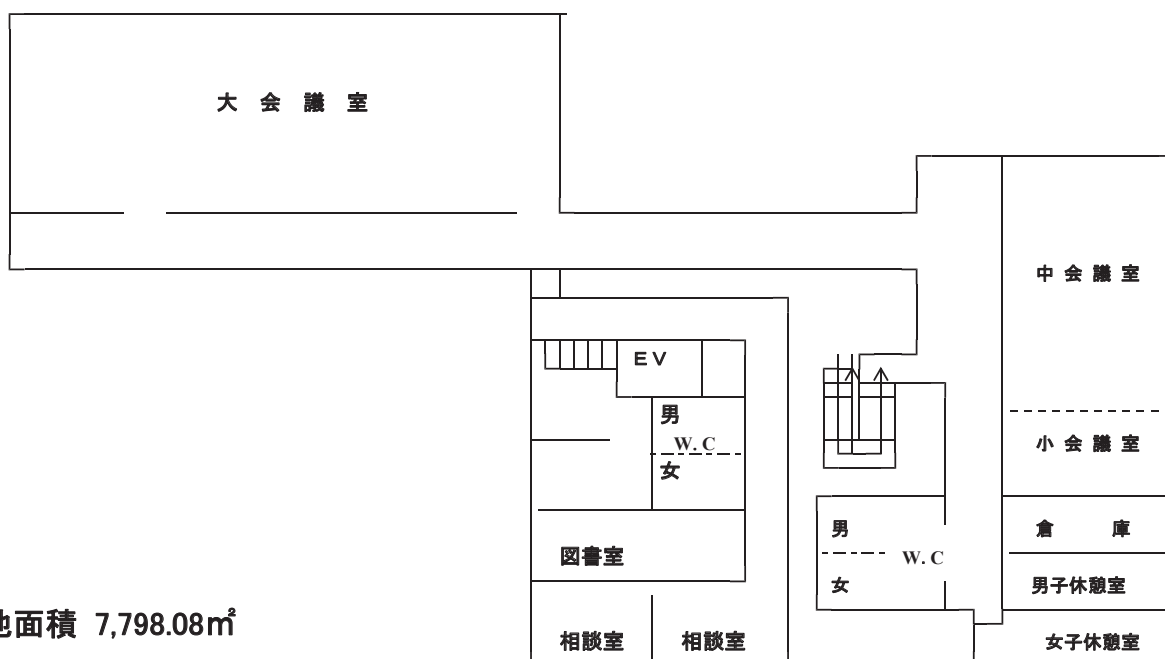 大 会 議 室
中 会 議 室
EV
男
W.C
女
小 会 議 室
男
W.C
女
倉 庫
図書室
男子休憩室
地面積 7,798.08㎡
相談室
相談室
女子休憩室